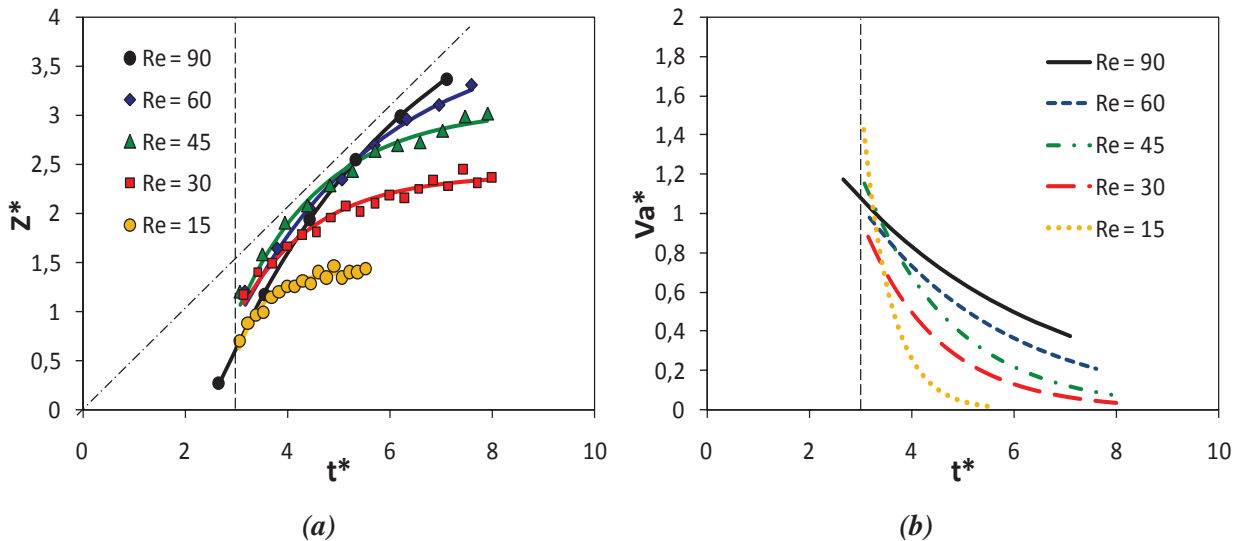 4
3,5
3
2,5
2
1,5
1
0,5
0
Z*
0 2 4 6 8 10
t*
Re = 90
Re = 60
Re = 45
Re = 30
Re = 15
(a)
2
1,8
1,6
1,4
1,2
1
0,8
0,6
0,4
0,2
0
Va*
0 2 4 6 8 10
t*
Re = 90
Re = 60
Re = 45
Re = 30
Re = 15
(b)